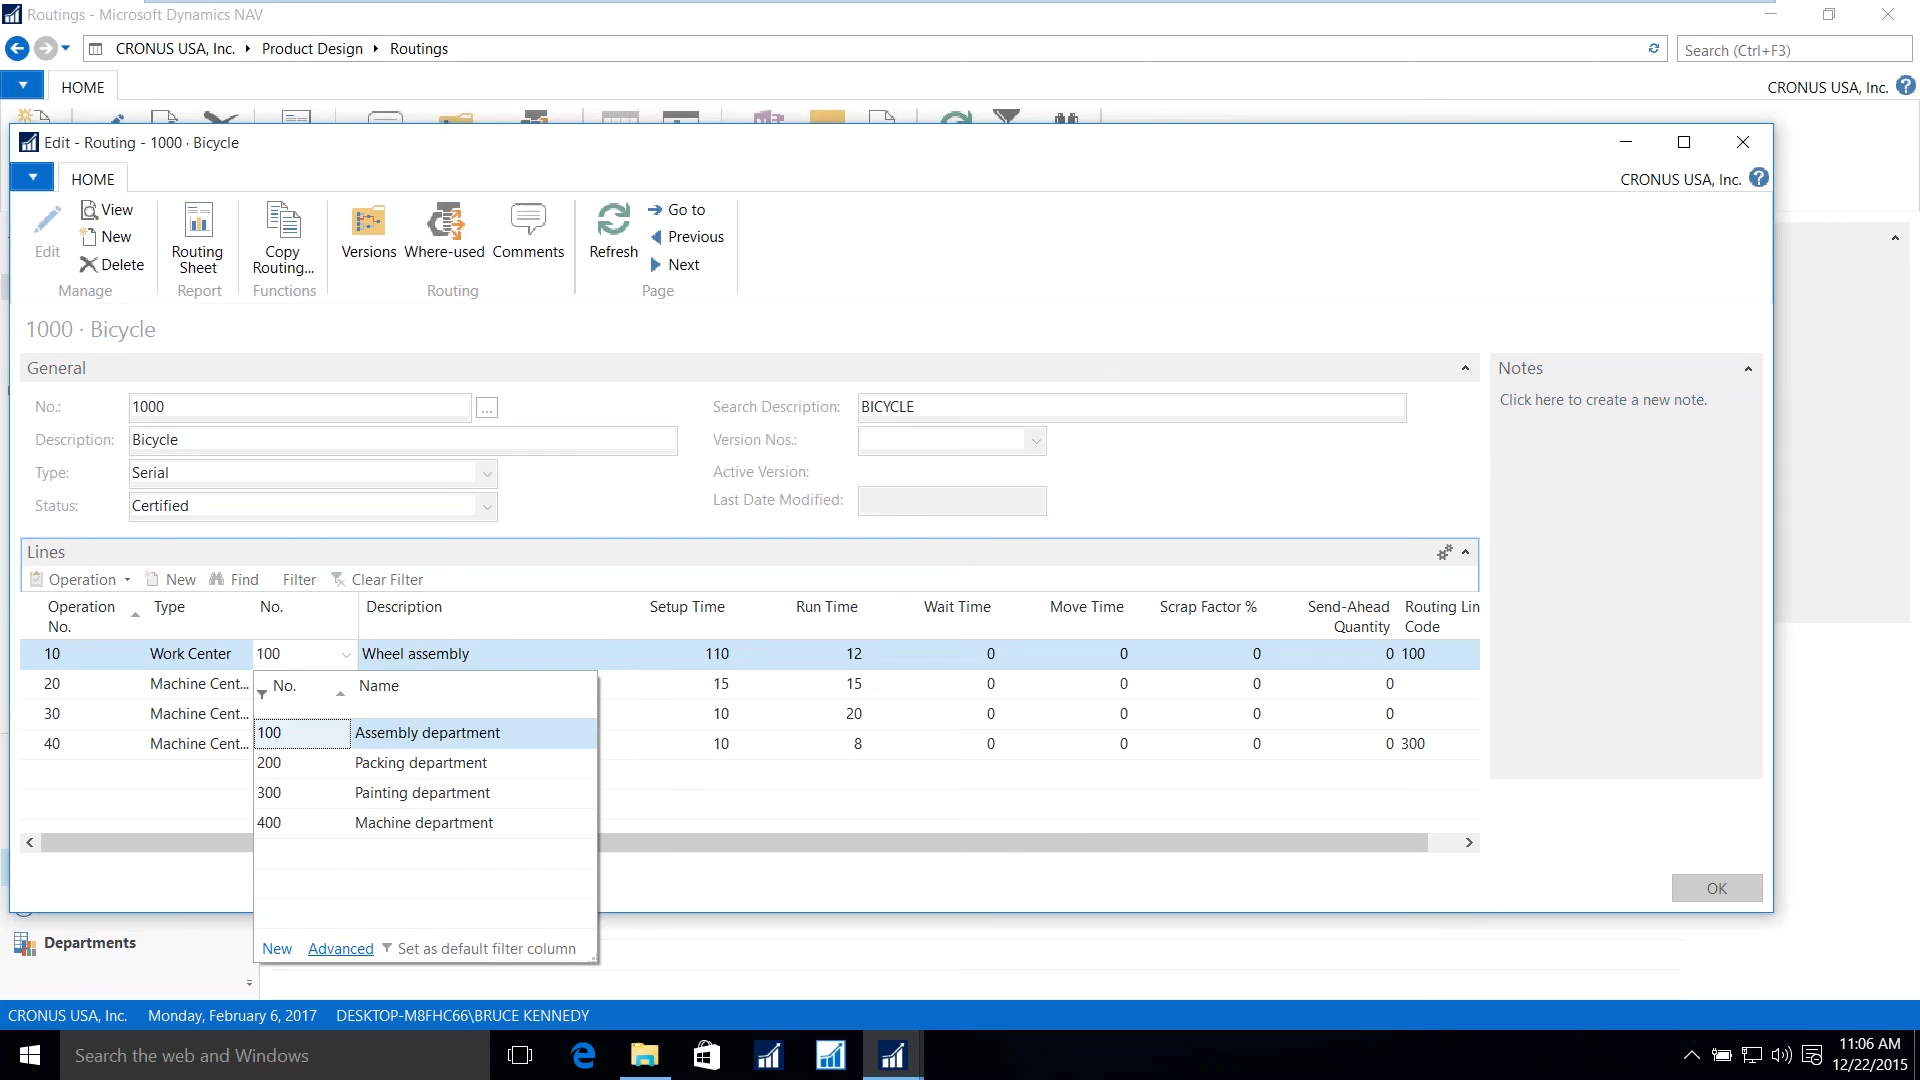 Routings - Microsoft Dynamics NAV
CRONUS USA, Inc. Product Design Routings
Search (Ctrl+F3)
HOME
CRONUS USA, Inc.
Edit - Routing - 1000 · Bicycle
HOME
CRONUS USA, Inc.
Edit
View
New
Delete
Manage
Routing
Sheet
Report
Copy
Routing...
Functions
Versions
Where-used
Comments
Routing
Refresh
Go to
Previous
Next
Page
1000 · Bicycle
General
No.: 1000 ...
Description: Bicycle
Type: Serial
Status: Certified
Search Description: BICYCLE
Version Nos.:
Active Version:
Last Date Modified:
Notes
Click here to create a new note.
Lines
Operation New Find Filter Clear Filter
Operation
No. Type No. Description Setup Time Run Time Wait Time Move Time Scrap Factor % Send-Ahead
Quantity Routing Lin
Code
10 Work Center 100 Wheel assembly 110 12 0 0 0 0 100
20 Machine Cent... 15 15 0 0 0 0
30 Machine Cent... 10 20 0 0 0 0
40 Machine Cent... 10 8 0 0 0 0 300
No. Name
100 Assembly department
200 Packing department
300 Painting department
400 Machine department
New Advanced Set as default filter column
OK
Departments
CRONUS USA, Inc. Monday, February 6, 2017 DESKTOP-M8FHC66\BRUCE KENNEDY
Search the web and Windows
11:06 AM
12/22/2015